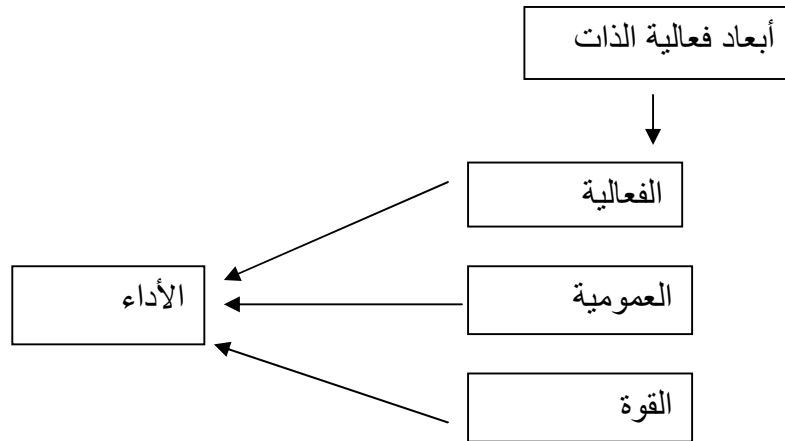 أبعاد فعالية الذات
الفعالية
العمومية
الأداء
القوة